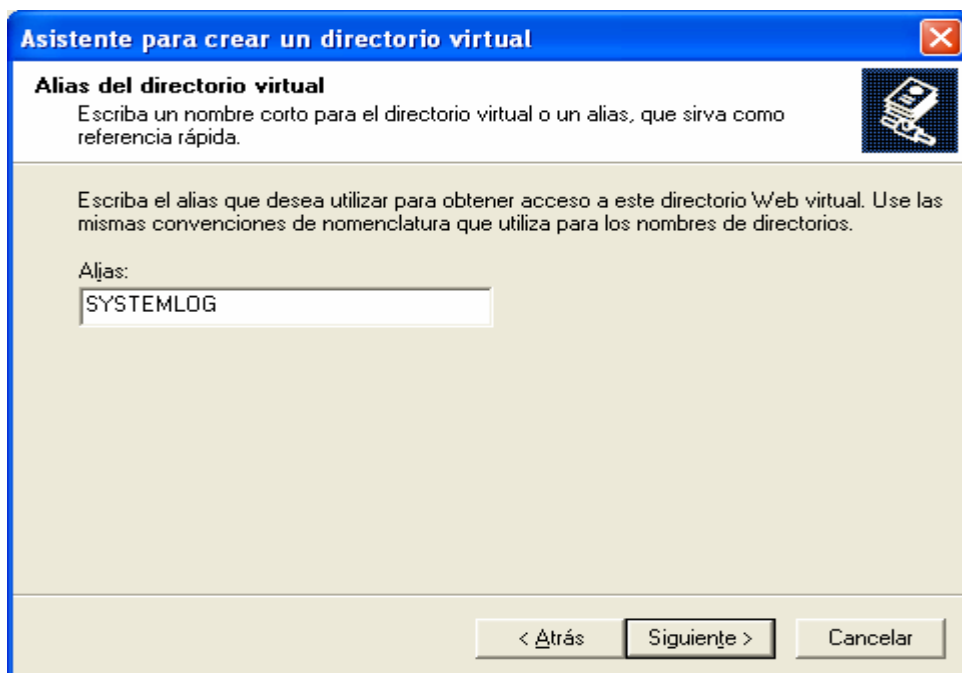 Asistente para crear un directorio virtual
Alias del directorio virtual
Escriba un nombre corto para el directorio virtual o un alias, que sirva como
referencia rápida.
Escriba el alias que desea utilizar para obtener acceso a este directorio Web virtual. Use las
mismas convenciones de nomenclatura que utiliza para los nombres de directorios.
Alias:
SYSTEMLOG
< Atrás
Siguiente >
Cancelar